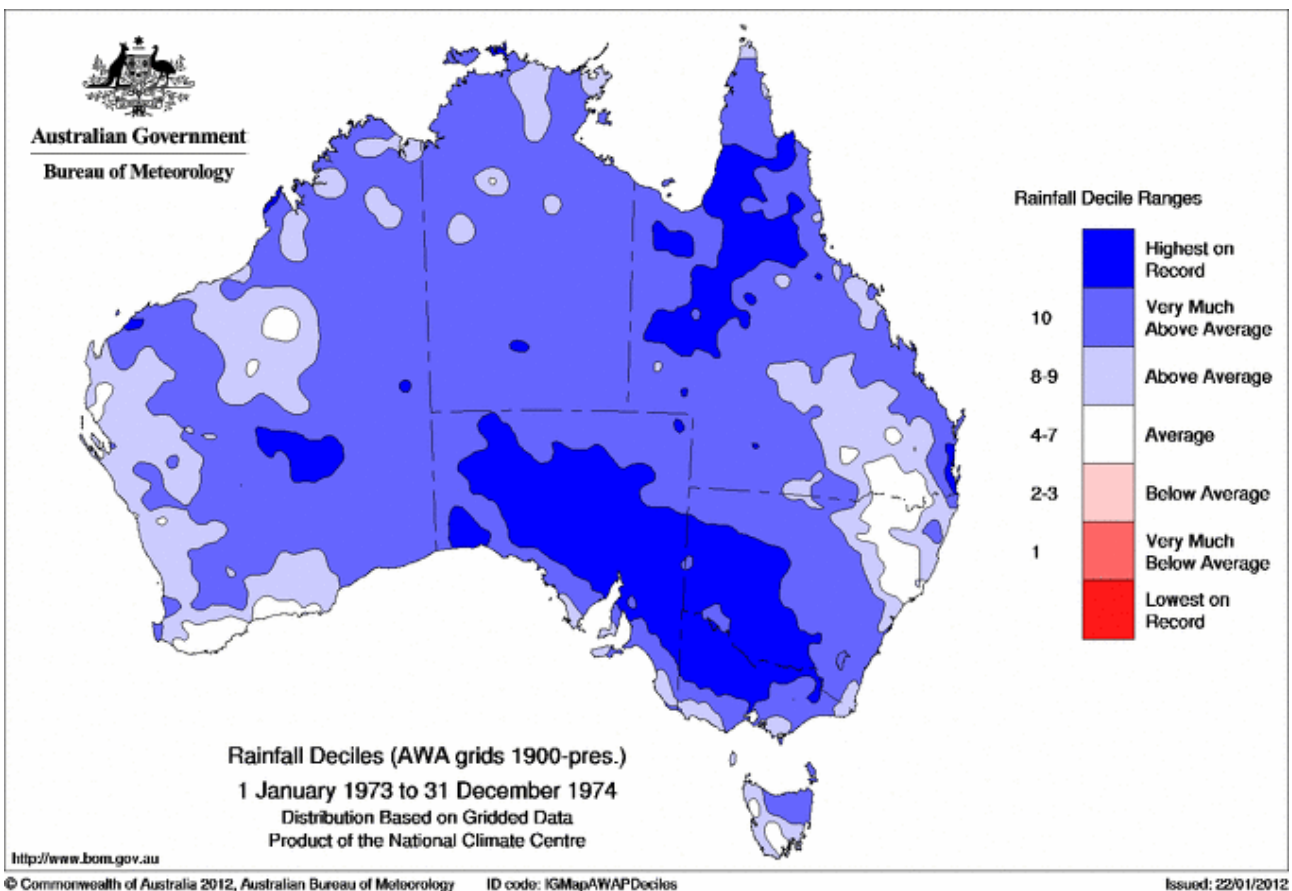 Australian Government
Bureau of Meteorology
Rainfall Decile Ranges
Highest on
Record
10
Very Much
Above Average
8-9
Above Average
4-7
Average
2-3
Below Average
1
Very Much
Below Average
Lowest on
Record
Rainfall Deciles (AWA grids 1900-pres.)
1 January 1973 to 31 December 1974
Distribution Based on Gridded Data
Product of the National Climate Centre
http://www.bom.gov.au
© Commonwealth of Australia 2012, Australian Bureau of Meteorology ID code: IGMapAWAPDeciles Issued: 22/01/2012